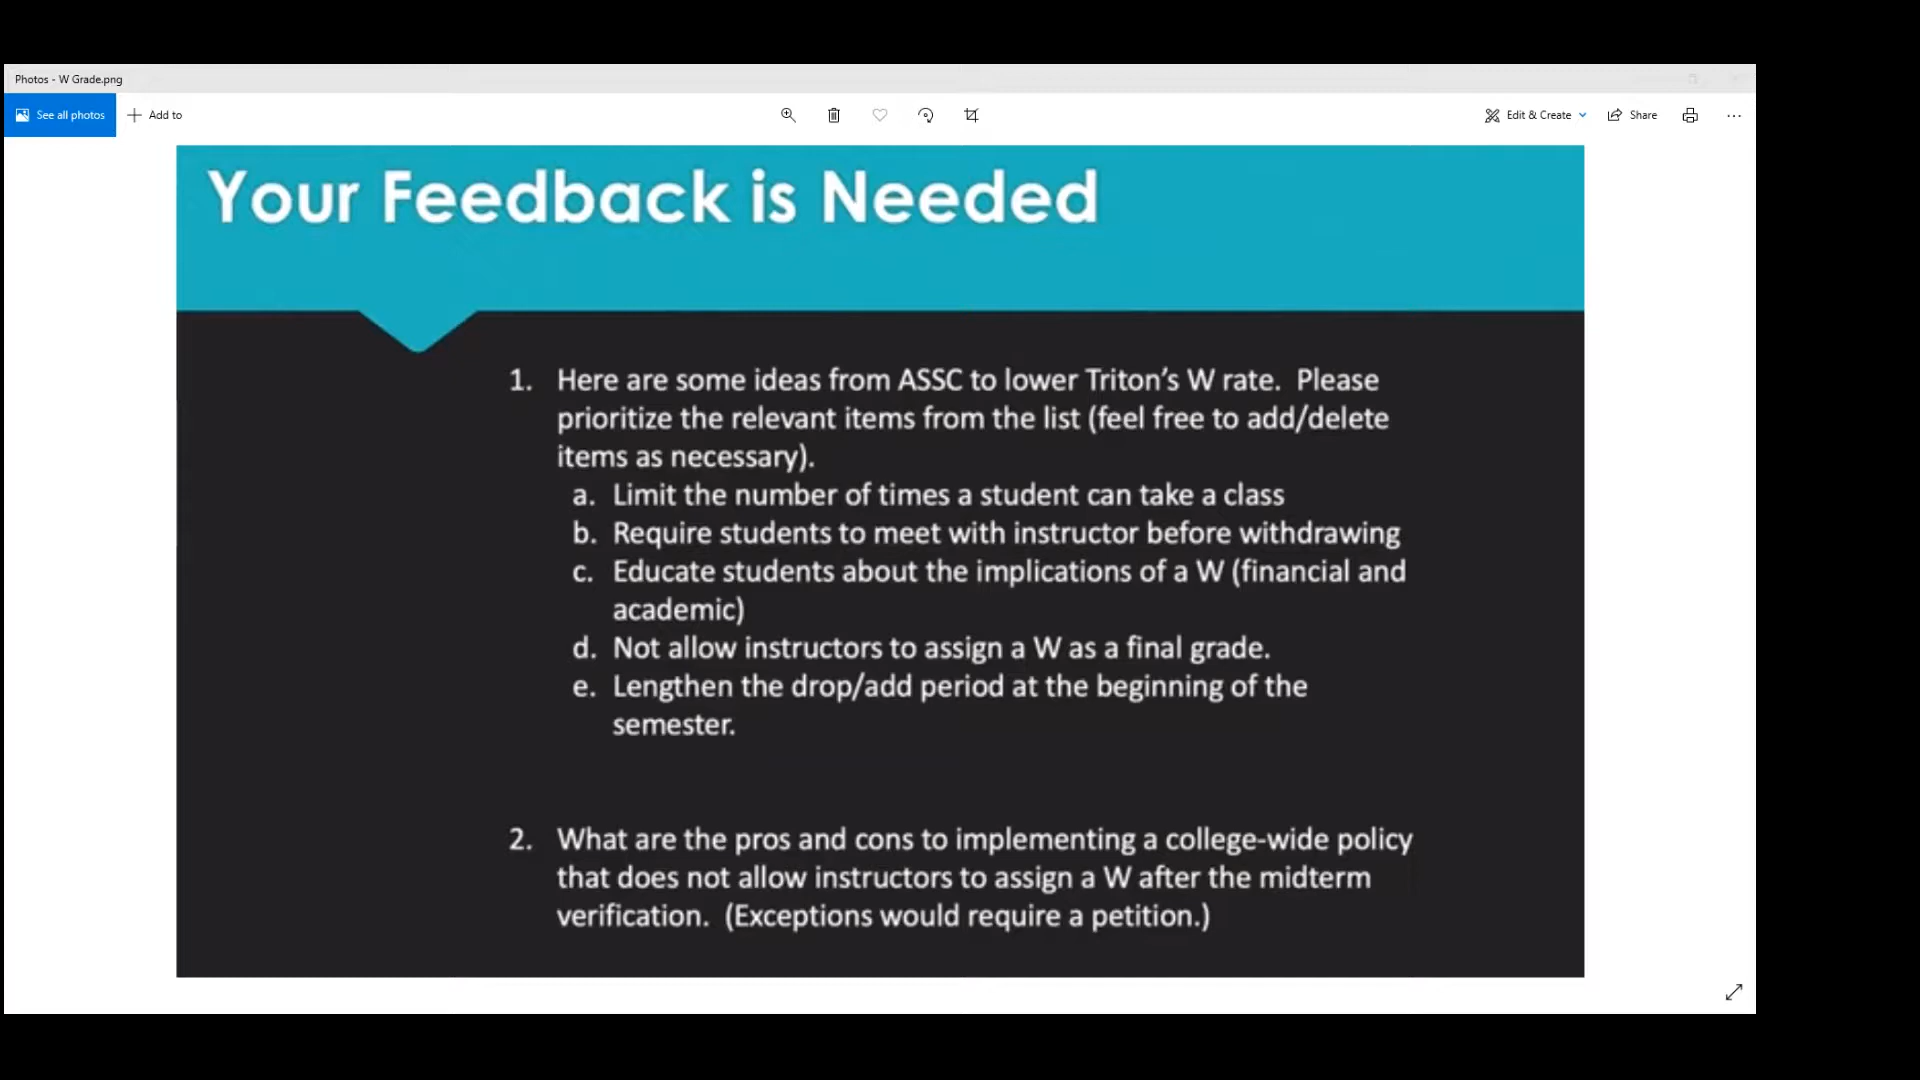 Photos - W Grade.png
See all photos
Add to
Edit & Create
Share
Your Feedback is Needed
1. Here are some ideas from ASSC to lower Triton's W rate. Please
prioritize the relevant items from the list (feel free to add/delete
items as necessary).
a. Limit the number of times a student can take a class
b. Require students to meet with instructor before withdrawing
c. Educate students about the implications of a W (financial and
academic)
d. Not allow instructors to assign a W as a final grade.
e. Lengthen the drop/add period at the beginning of the
semester.
2. What are the pros and cons to implementing a college-wide policy
that does not allow instructors to assign a W after the midterm
verification. (Exceptions would require a petition.)